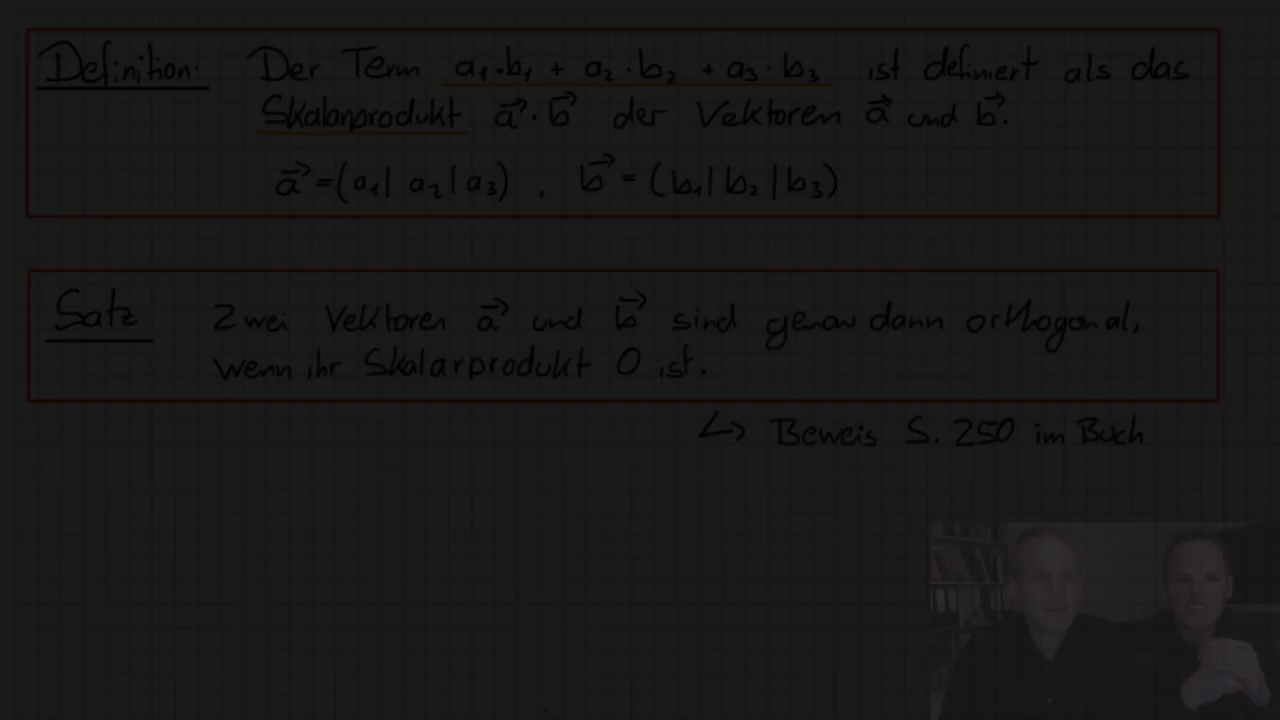 Definition: Der Term a₁·b₁ + a₂·b₂ + a₃·b₃ ist definiert als das
Skalarprodukt a⃗·b⃗ der Vektoren a⃗ und b⃗.
a⃗=(a₁|a₂|a₃) , b⃗=(b₁|b₂|b₃)
Satz Zwei Vektoren a⃗ und b⃗ sind genau dann orthogonal,
wenn ihr Skalarprodukt 0 ist.
↳ Beweis S. 250 im Buch